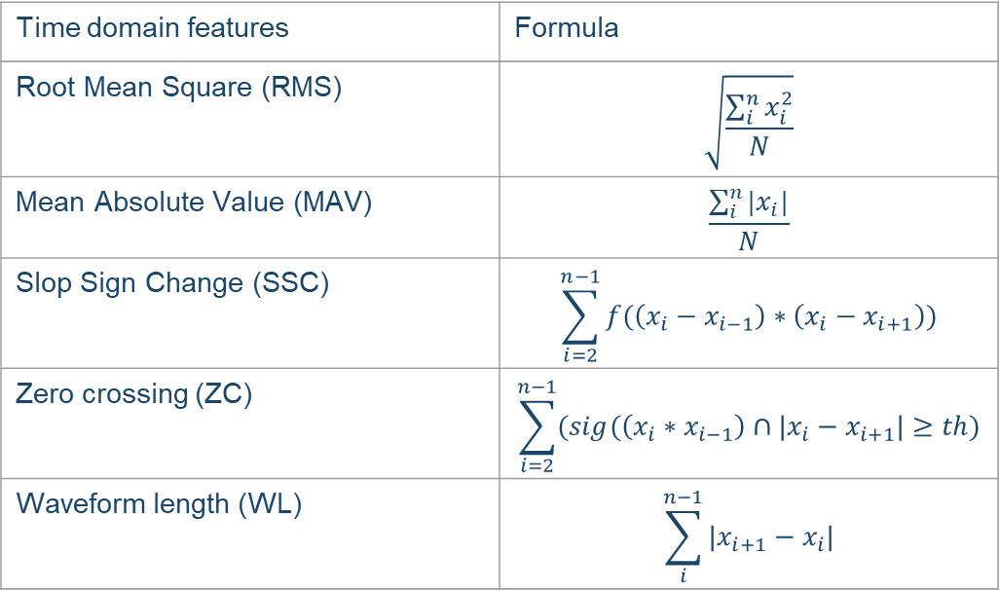 Time domain features | Formula
Root Mean Square (RMS) | $\sqrt{\frac{\sum_{i}^{n} x_i^2}{N}}$
Mean Absolute Value (MAV) | $\frac{\sum_{i}^{n} |x_i|}{N}$
Slop Sign Change (SSC) | $\sum_{i=2}^{n-1} f((x_i - x_{i-1}) * (x_i - x_{i+1}))$
Zero crossing (ZC) | $\sum_{i=2}^{n-1} (sig((x_i * x_{i-1}) \cap |x_i - x_{i+1}| \geq th)$
Waveform length (WL) | $\sum_{i}^{n-1} |x_{i+1} - x_i|$